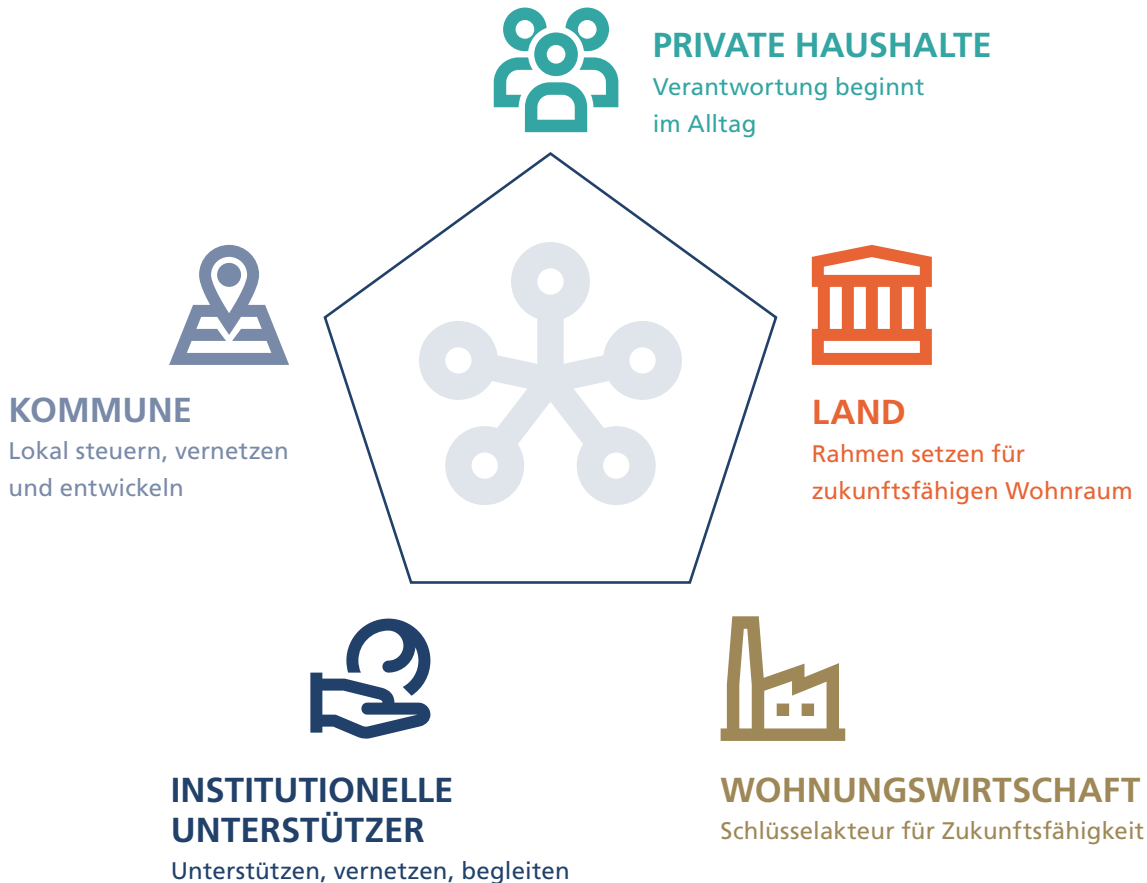 PRIVATE HAUSHALTE
Verantwortung beginnt
im Alltag
KOMMUNE
Lokal steuern, vernetzen
und entwickeln
LAND
Rahmen setzen für
zukunftsfähigen Wohnraum
INSTITUTIONELLE
UNTERSTÜTZER
Unterstützen, vernetzen, begleiten
WOHNUNGSWIRTSCHAFT
Schlüsselakteur für Zukunftsfähigkeit